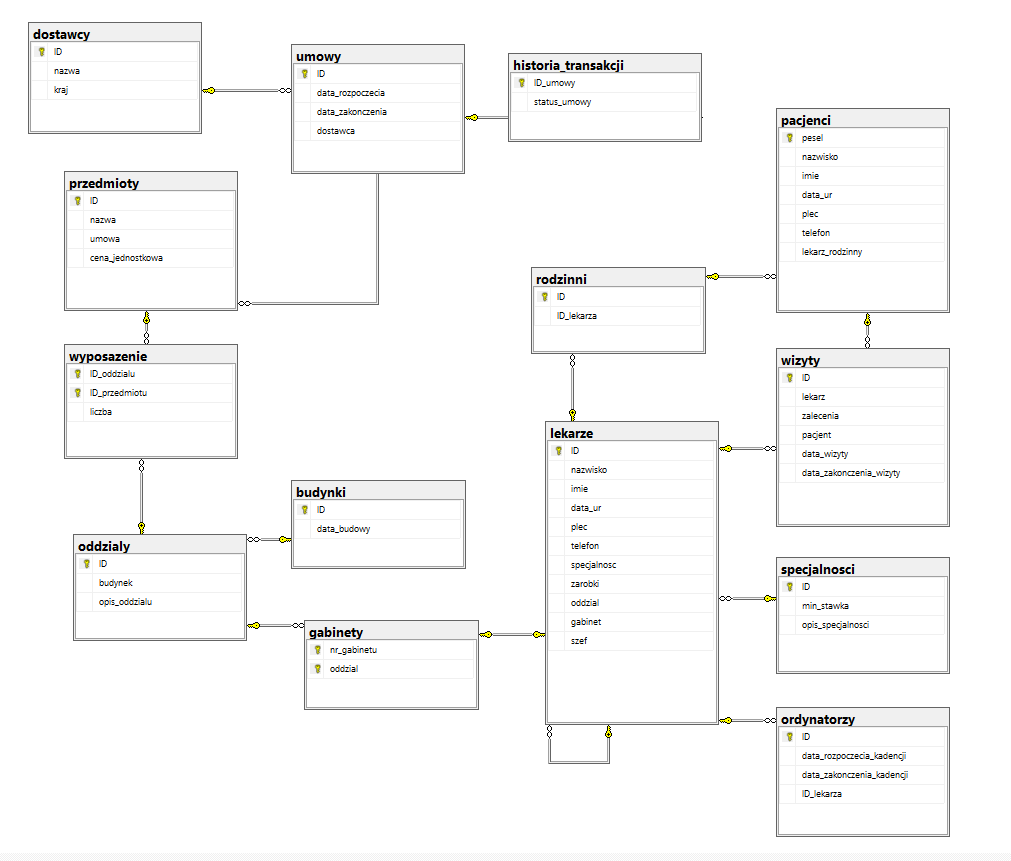 dostawcy
ID
nazwa
kraj
umowy
ID
data_rozpoczecia
data_zakonczenia
dostawca
historia_transakcji
ID_umowy
status_umowy
pacjenci
pesel
nazwisko
imie
data_ur
plec
telefon
lekarz_rodzinny
przedmioty
ID
nazwa
umowa
cena_jednostkowa
rodzinni
ID
ID_lekarza
wyposazenie
ID_oddzialu
ID_przedmiotu
liczba
wizyty
ID
lekarz
zalecenia
pacjent
data_wizyty
data_zakonczenia_wizyty
lekarze
ID
nazwisko
imie
data_ur
plec
telefon
specjalnosc
zarobki
oddzial
gabinet
szef
budynki
ID
data_budowy
oddzialy
ID
budynek
opis_oddzialu
specjalnosci
ID
min_stawka
opis_specjalnosci
gabinety
nr_gabinetu
oddzial
ordynatorzy
ID
data_rozpoczecia_kadencji
data_zakonczenia_kadencji
ID_lekarza